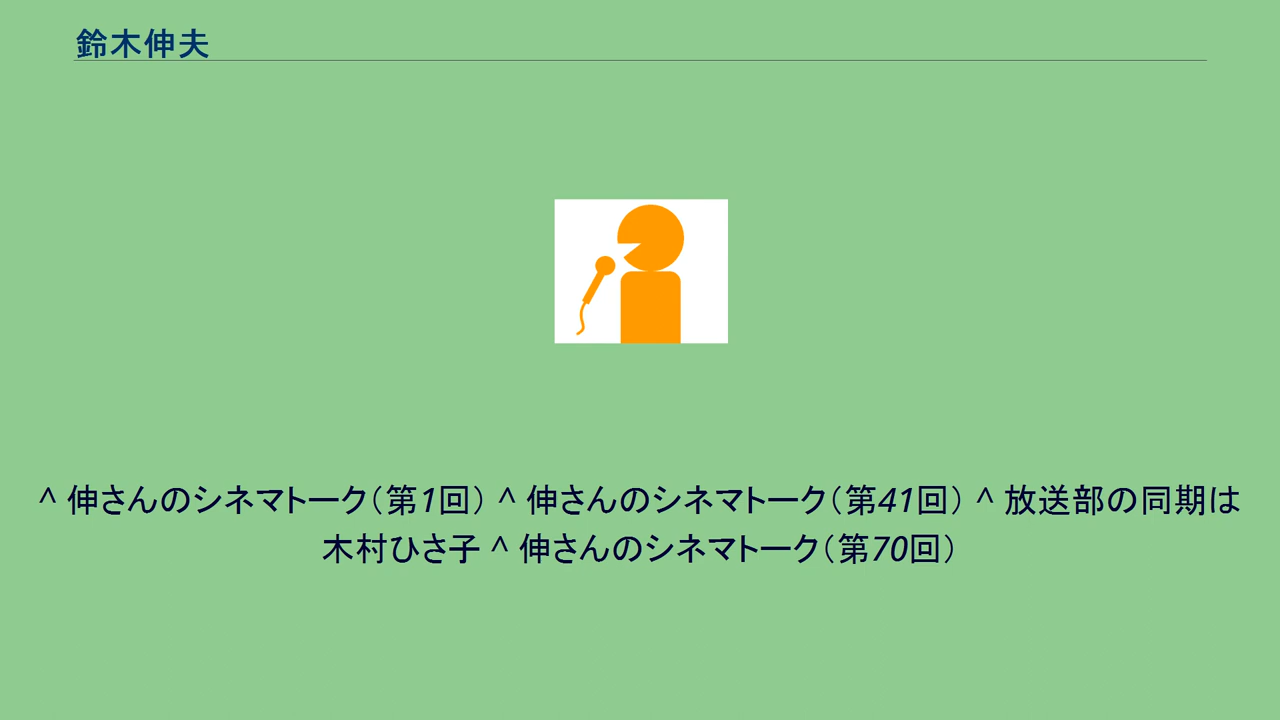 鈴木伸夫
^ 伸さんのシネマトーク（第1回） ^ 伸さんのシネマトーク（第41回） ^ 放送部の同期は
木村ひさ子 ^ 伸さんのシネマトーク（第70回）